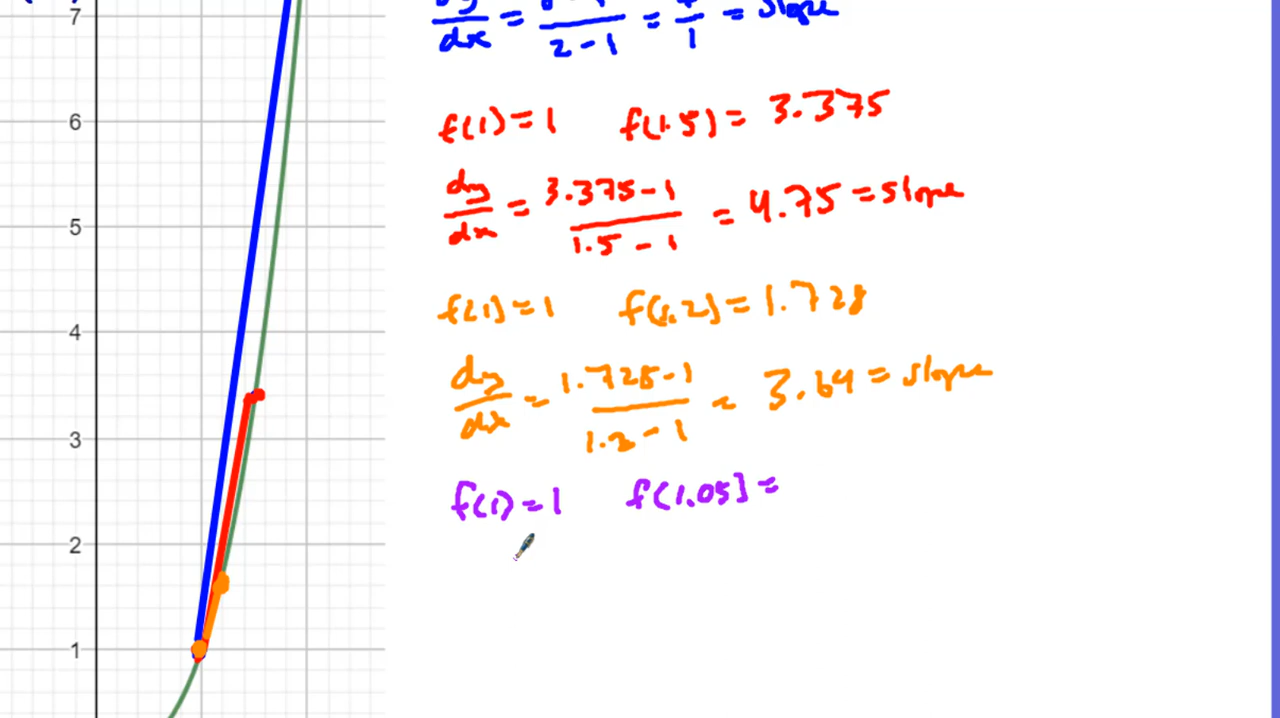 7
dy/dx = 8-1/2-1 = 7/1 = slope
6
f(1)=1 f(1.5)= 3.375
5
dy/dx = 3.375-1/1.5-1 = 4.75 = slope
4
f(1)=1 f(1.2)=1.728
3
dy/dx = 1.728-1/1.2-1 = 3.64 = slope
f(1)=1 f(1.05]=
2
1